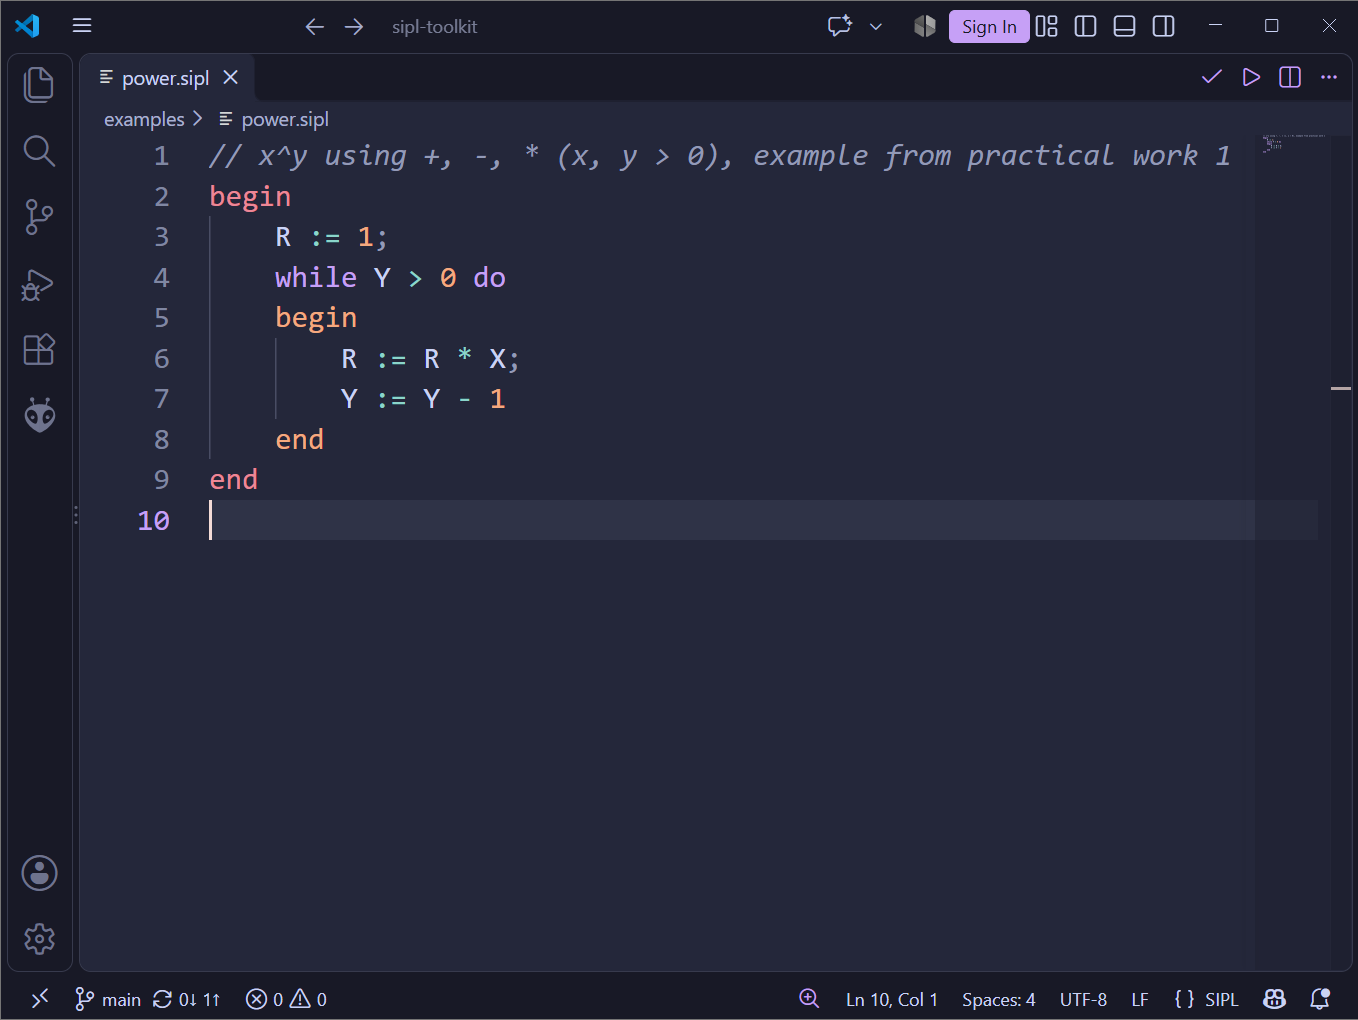 sipl-toolkit
Sign In
power.sipl
examples > power.sipl
1 // x^y using +, -, * (x, y > 0), example from practical work 1
2 begin
3     R := 1;
4     while Y > 0 do
5     begin
6         R := R * X;
7         Y := Y - 1
8     end
9 end
10
main 0↓ 1↑ 0 0 Ln 10, Col 1 Spaces: 4 UTF-8 LF { } SIPL